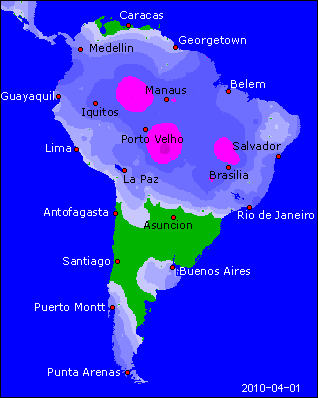 Caracas
Georgetown
Medellin
Manaus
Belem
Guayaquil
Iquitos
Porto Velho
Salvador
Lima
La Paz
Brasilia
Antofagasta
Rio de Janeiro
Asuncion
Santiago
Buenos Aires
Puerto Montt
Punta Arenas
2010-04-01